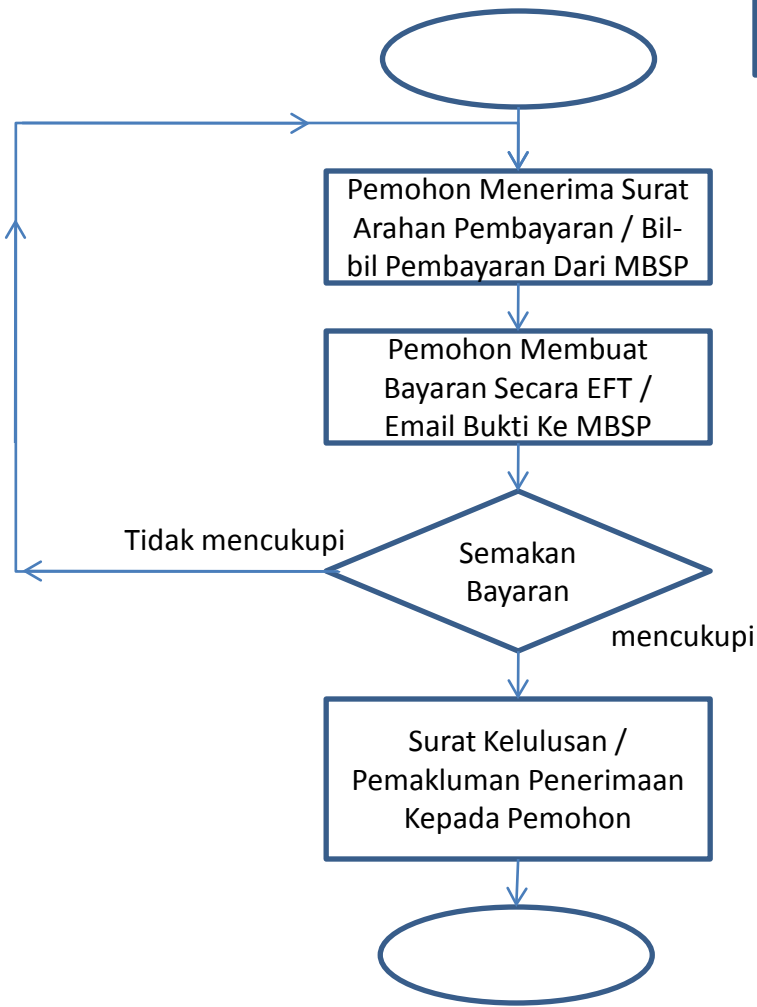 Pemohon Menerima Surat
Arahan Pembayaran / Bil-
bil Pembayaran Dari MBSP
Pemohon Membuat
Bayaran Secara EFT /
Email Bukti Ke MBSP
Tidak mencukupi
Semakan
Bayaran
mencukupi
Surat Kelulusan /
Pemakluman Penerimaan
Kepada Pemohon